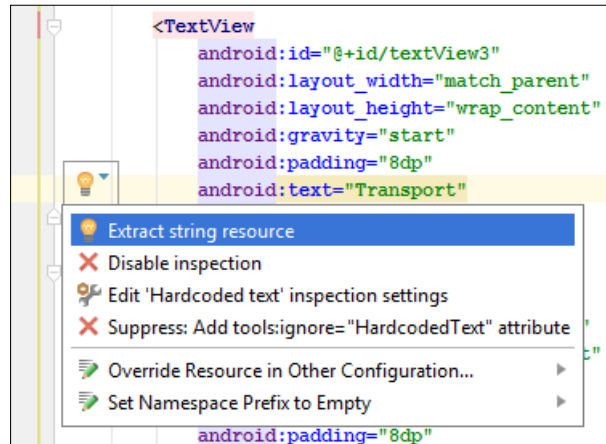 <TextView
android:id="@+id/textView3"
android:layout_width="match_parent"
android:layout_height="wrap_content"
android:gravity="start"
android:padding="8dp"
android:text="Transport"
Extract string resource
Disable inspection
Edit 'Hardcoded text' inspection settings
Suppress: Add tools:ignore="HardcodedText" attribute
Override Resource in Other Configuration...
Set Namespace Prefix to Empty
android:padding="8dp"